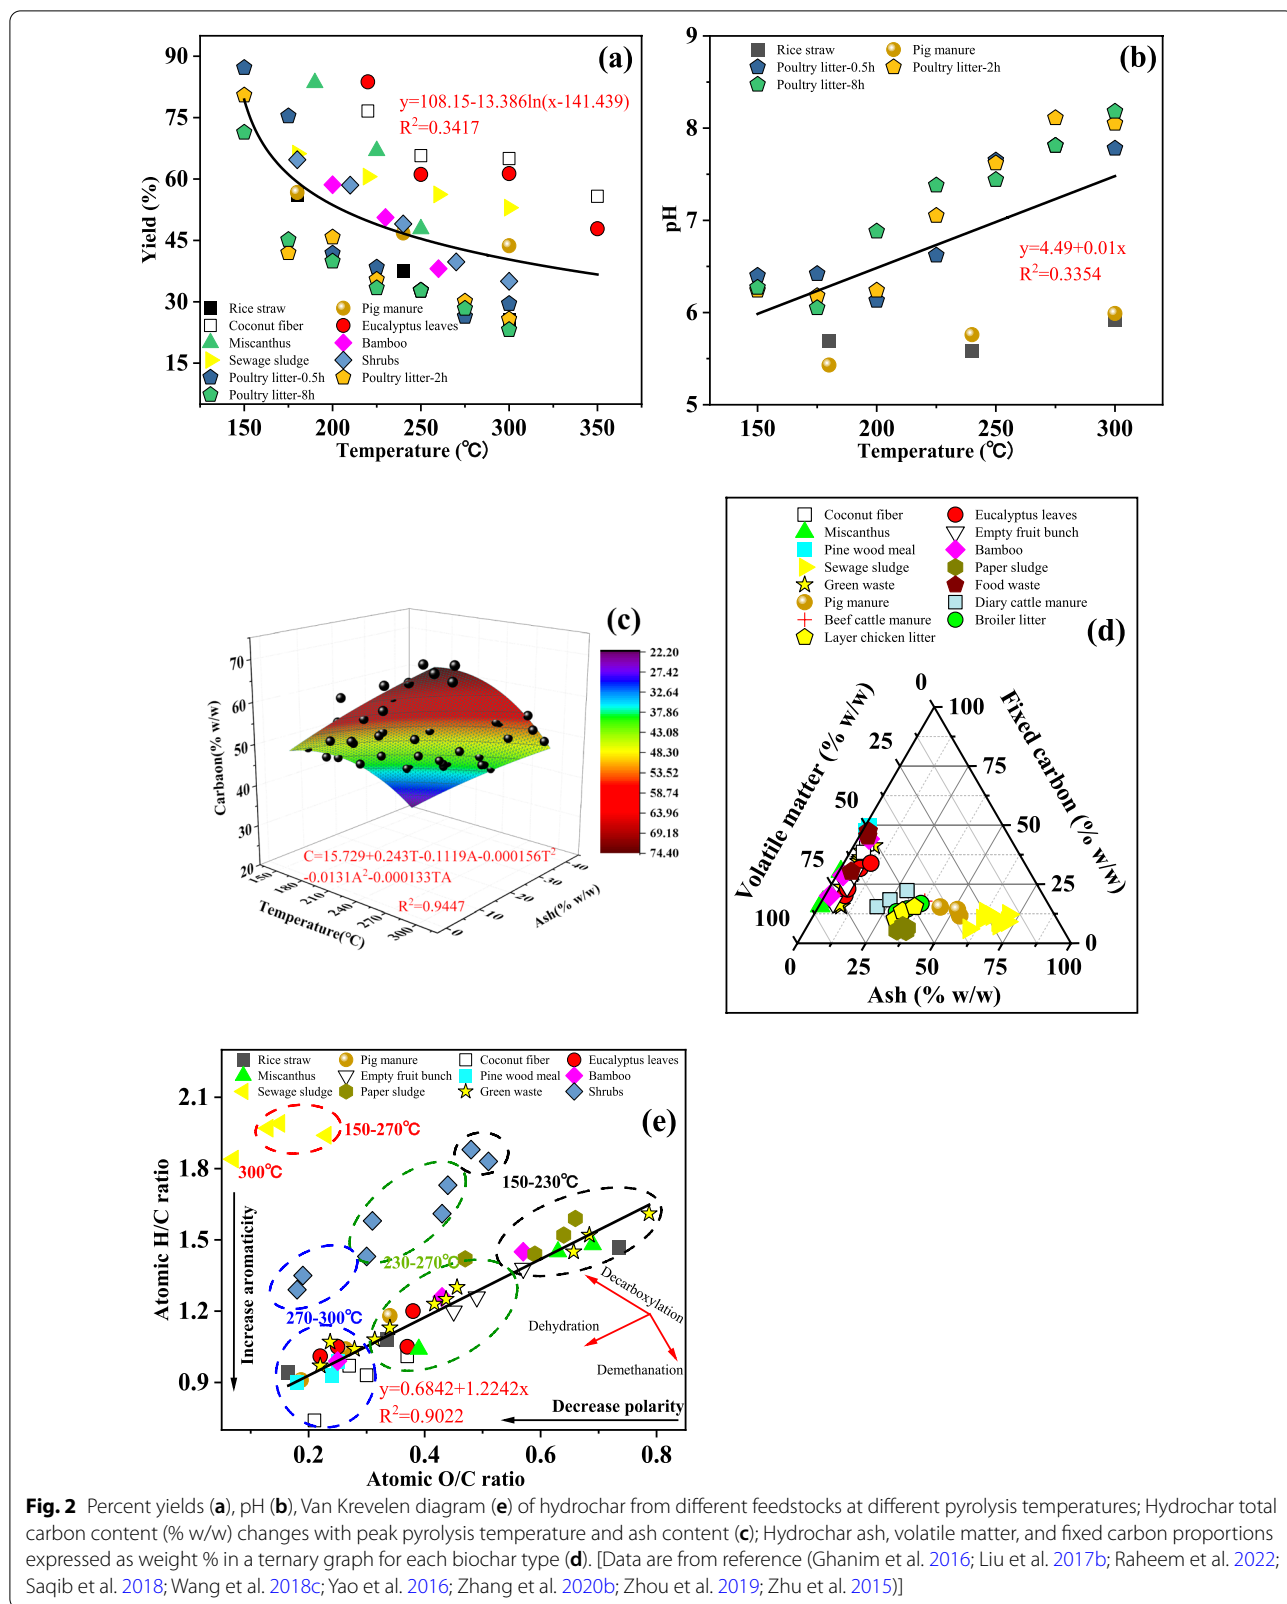 (a)
90
75
60
45
30
15
Yield (%)
y=108.15-13.386ln(x-141.439)
R²=0.3417
Rice straw
Pig manure
Coconut fiber
Eucalyptus leaves
Miscanthus
Bamboo
Sewage sludge
Shrubs
Poultry litter-0.5h
Poultry litter-2h
Poultry litter-8h
150 200 250 300 350
Temperature (℃)
(b)
9
8
7
6
5
pH
Rice straw
Pig manure
Poultry litter-0.5h
Poultry litter-2h
Poultry litter-8h
y=4.49+0.01x
R²=0.3354
150 200 250 300
Temperature (℃)
(c)
70
60
50
40
30
20
Carbaon(% w/w)
22.20
27.42
32.64
37.86
43.08
48.30
53.52
58.74
63.96
69.18
74.40
C=15.729+0.243T-0.1119A-0.000156T²
-0.0131A²-0.000133TA
R²=0.9447
150 180 210 240 270 300
Temperature(℃)
0 10 20 30 40
Ash(% w/w)
Coconut fiber
Eucalyptus leaves
Miscanthus
Empty fruit bunch
Pine wood meal
Bamboo
Sewage sludge
Paper sludge
Green waste
Food waste
Pig manure
Diary cattle manure
Beef cattle manure
Broiler litter
Layer chicken litter
(d)
0
25
50
75
100
Volatile matter (% w/w)
100
75
50
25
0
Fixed carbon (% w/w)
0 25 50 75 100
Ash (% w/w)
Rice straw
Pig manure
Coconut fiber
Eucalyptus leaves
Miscanthus
Empty fruit bunch
Pine wood meal
Bamboo
Sewage sludge
Paper sludge
Green waste
Shrubs
(e)
2.1
1.8
1.5
1.2
0.9
Atomic H/C ratio
150-270℃
300℃
150-230℃
230-270℃
270-300℃
Increase aromaticity
Decarboxylation
Dehydration
Demethanation
y=0.6842+1.2242x
R²=0.9022
Decrease polarity
0.2 0.4 0.6 0.8
Atomic O/C ratio
Fig. 2 Percent yields (a), pH (b), Van Krevelen diagram (e) of hydrochar from different feedstocks at different pyrolysis temperatures; Hydrochar total
carbon content (% w/w) changes with peak pyrolysis temperature and ash content (c); Hydrochar ash, volatile matter, and fixed carbon proportions
expressed as weight % in a ternary graph for each biochar type (d). [Data are from reference (Ghanim et al. 2016; Liu et al. 2017b; Raheem et al. 2022;
Saqib et al. 2018; Wang et al. 2018c; Yao et al. 2016; Zhang et al. 2020b; Zhou et al. 2019; Zhu et al. 2015)]